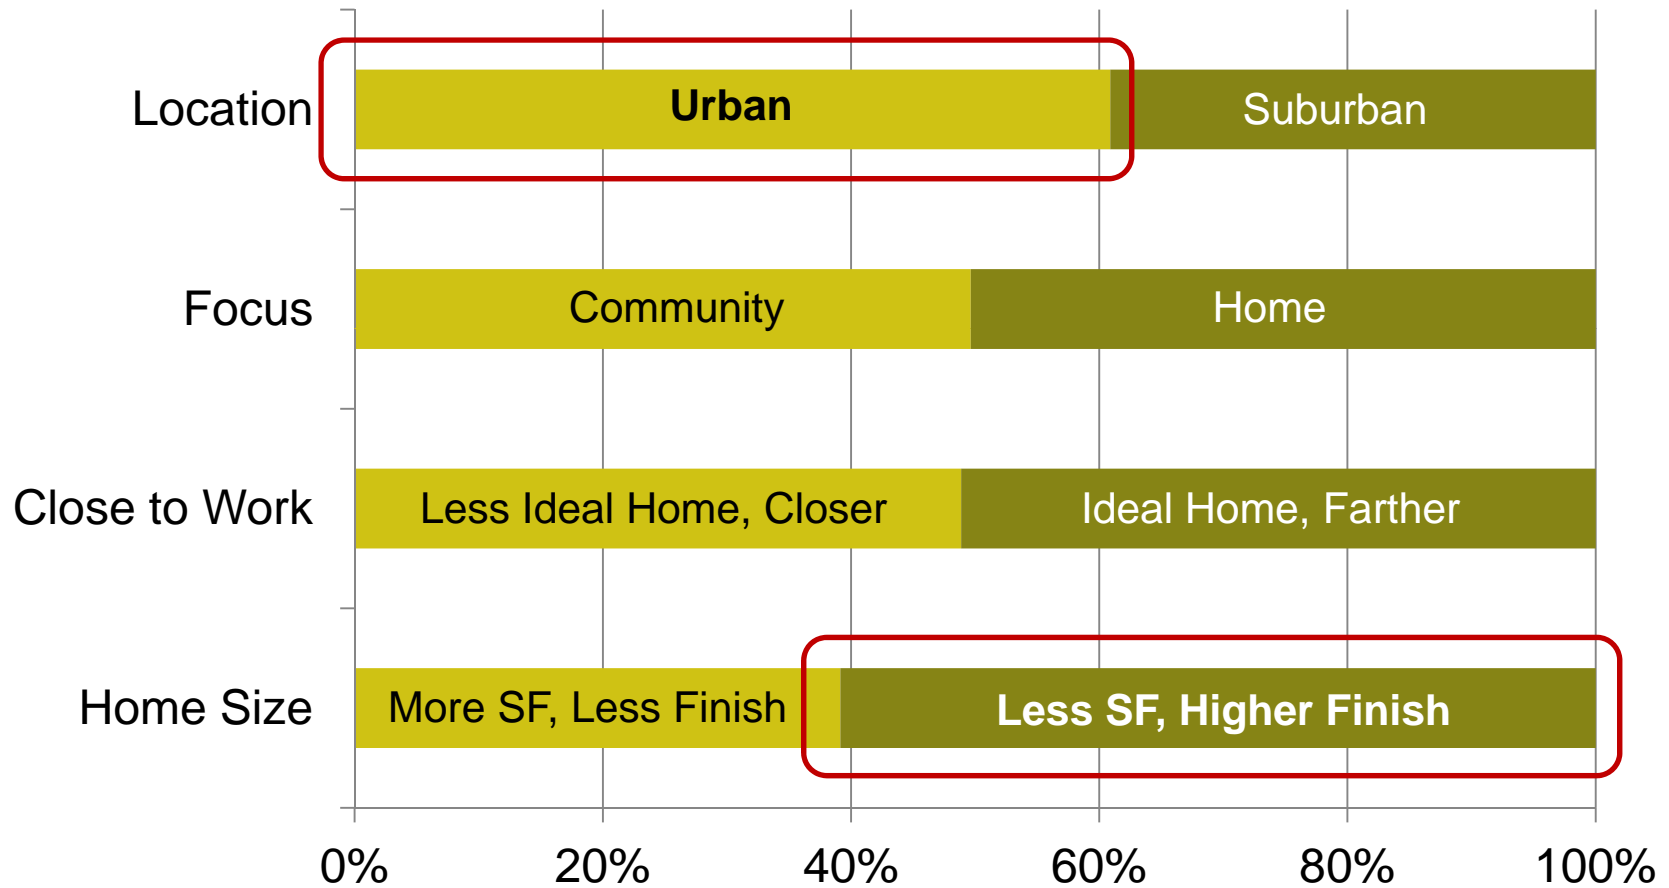 Location
Urban
Suburban
Focus
Community
Home
Close to Work
Less Ideal Home, Closer
Ideal Home, Farther
Home Size
More SF, Less Finish
Less SF, Higher Finish
0% 20% 40% 60% 80% 100%